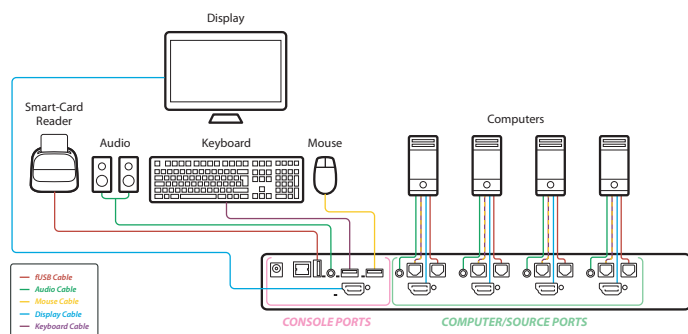 Display
Smart-Card
Reader
Audio
Keyboard
Mouse
Computers
fUSB Cable
Audio Cable
Mouse Cable
Display Cable
Keyboard Cable
CONSOLE PORTS
COMPUTER/SOURCE PORTS